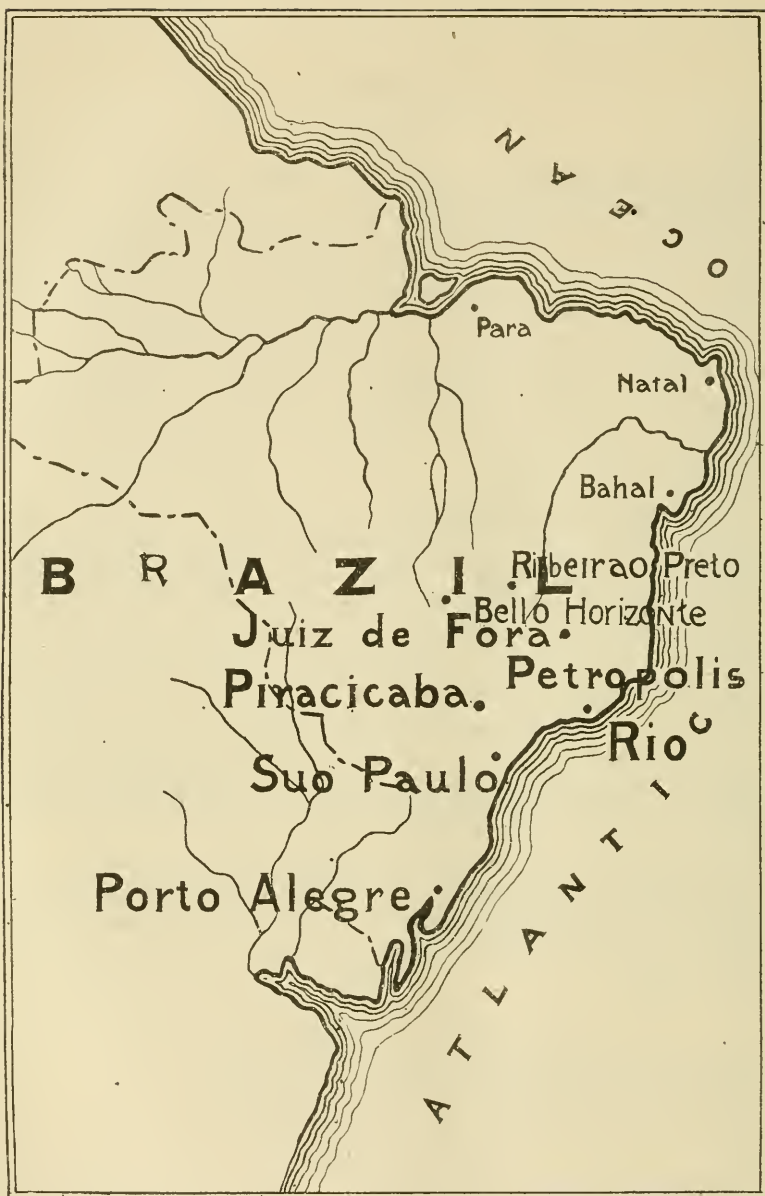 OCEAN
Para
Natal
Bahal
BRAZIL
Ribeirao Preto
Bello Horizonte
Juiz de Fora
Petropolis
Piracicaba
Rio
Suo Paulo
Porto Alegre
ATLANTIC